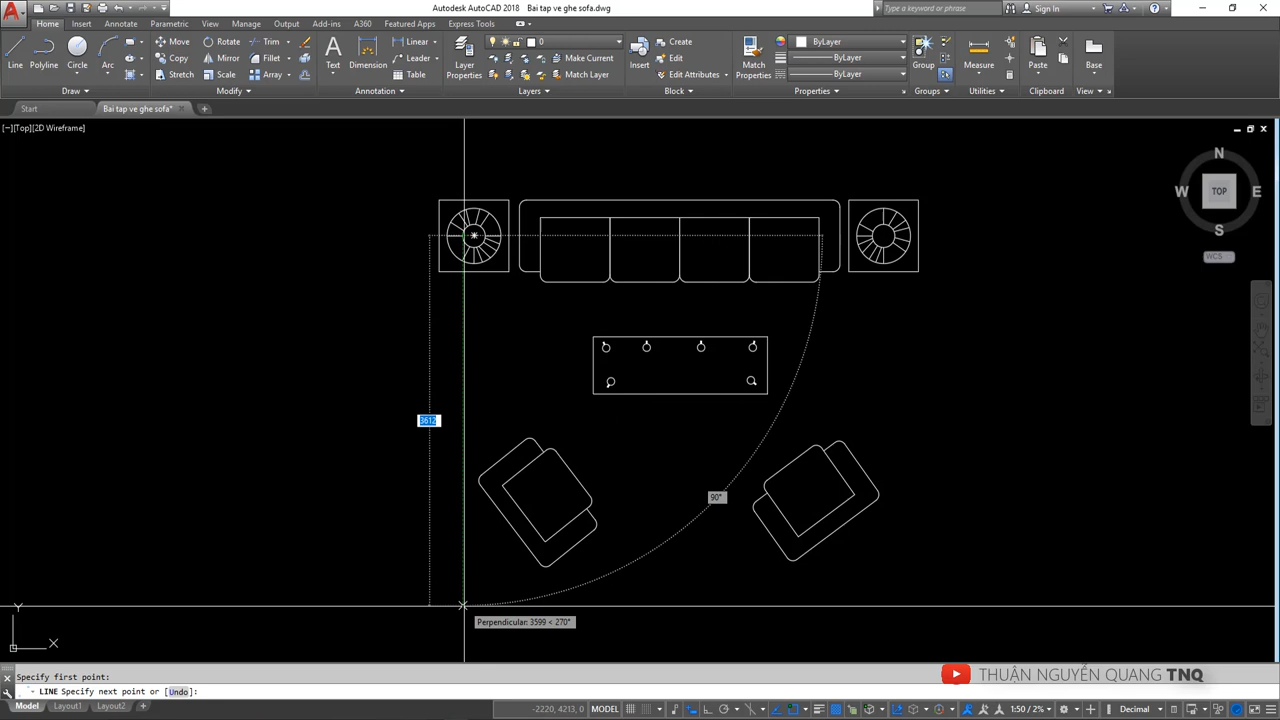 Autodesk AutoCAD 2018 Bai tap ve ghe sofa.dwg
Type a keyword or phrase
Sign In
Home Insert Annotate Parametric View Manage Output Add-ins A360 Featured Apps Express Tools
Line Polyline Circle Arc
Move Rotate Trim
Copy Mirror Fillet
Stretch Scale Array
Text Dimension
Linear
Leader
Table
Layer Properties
0
Make Current
Match Layer
Insert
Create
Edit
Edit Attributes
Match Properties
ByLayer
ByLayer
ByLayer
Group
Measure
Paste
Base
Draw Modify Annotation Layers Block Properties Groups Utilities Clipboard View
Start Bai tap ve ghe sofa*
[−][Top][2D Wireframe]
N
W TOP E
S
WCS
3612
90°
Perpendicular: 3599 < 270°
Y
X
Specify first point:
THUẬN NGUYỄN QUANG TNQ
LINE Specify next point or [Undo]:
Model Layout1 Layout2
-2220, 4213, 0 MODEL
1:50 / 2%
Decimal